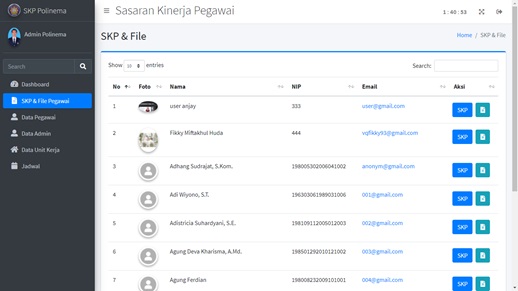 SKP Polinema
Sasaran Kinerja Pegawai
1 : 40 : 53
Admin Polinema
SKP & File
Home / SKP & File
Search
Dashboard
SKP & File Pegawai
Data Pegawai
Data Admin
Data Unit Kerja
Jadwal
Show 10 entries
Search:
No Foto Nama NIP Email Aksi
1 user anjay 333 user@gmail.com SKP
2 Fikky Miftakhul Huda 444 vqfikky93@gmail.com SKP
3 Adhang Sudrajat, S.Kom. 198005302006041002 anonym@gmail.com SKP
4 Adi Wiyono, S.T. 196303061989031006 001@gmail.com SKP
5 Adistricia Suhardyani, S.E. 198109112005012003 002@gmail.com SKP
6 Agung Deva Kharisma, A.Md. 198501292010121002 003@gmail.com SKP
7 Agung Ferdian 198008232009101001 004@gmail.com SKP